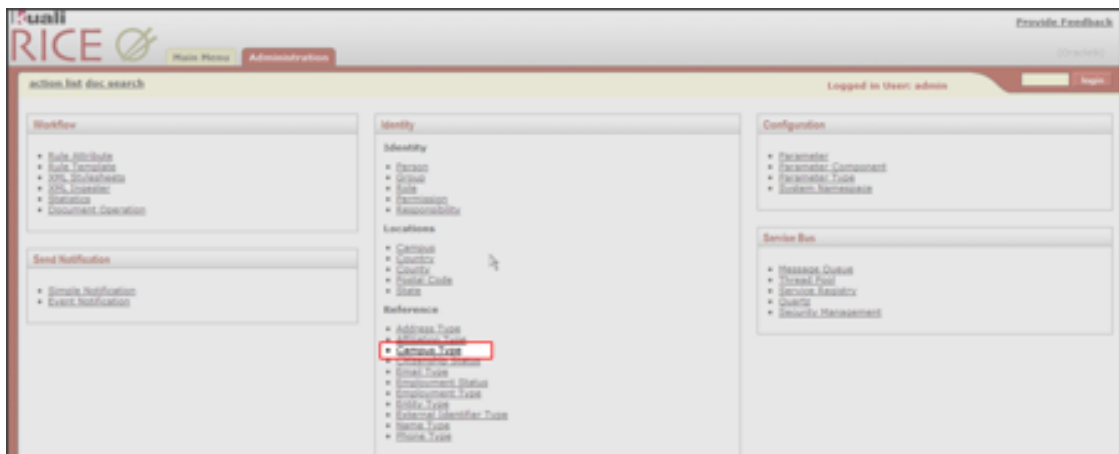 Kuali
RICE
Provide Feedback
Main Menu
Administration
action list doc search
Logged in User: admin
login
Workflow
Rule Attribute
Rule Template
XML Stylesheets
XML Ingester
Statistics
Document Operation
Send Notification
Simple Notification
Event Notification
Identity
Identity
Person
Group
Role
Permission
Responsibility
Locations
Campus
Country
County
Postal Code
State
Reference
Address Type
Affiliation Type
Campus Type
Citizenship Status
Email Type
Employment Status
Employment Type
Entity Type
External Identifier Type
Name Type
Phone Type
Configuration
Parameter
Parameter Component
Parameter Type
System Namespace
Service Bus
Message Queue
Thread Pool
Service Registry
Quartz
Security Management